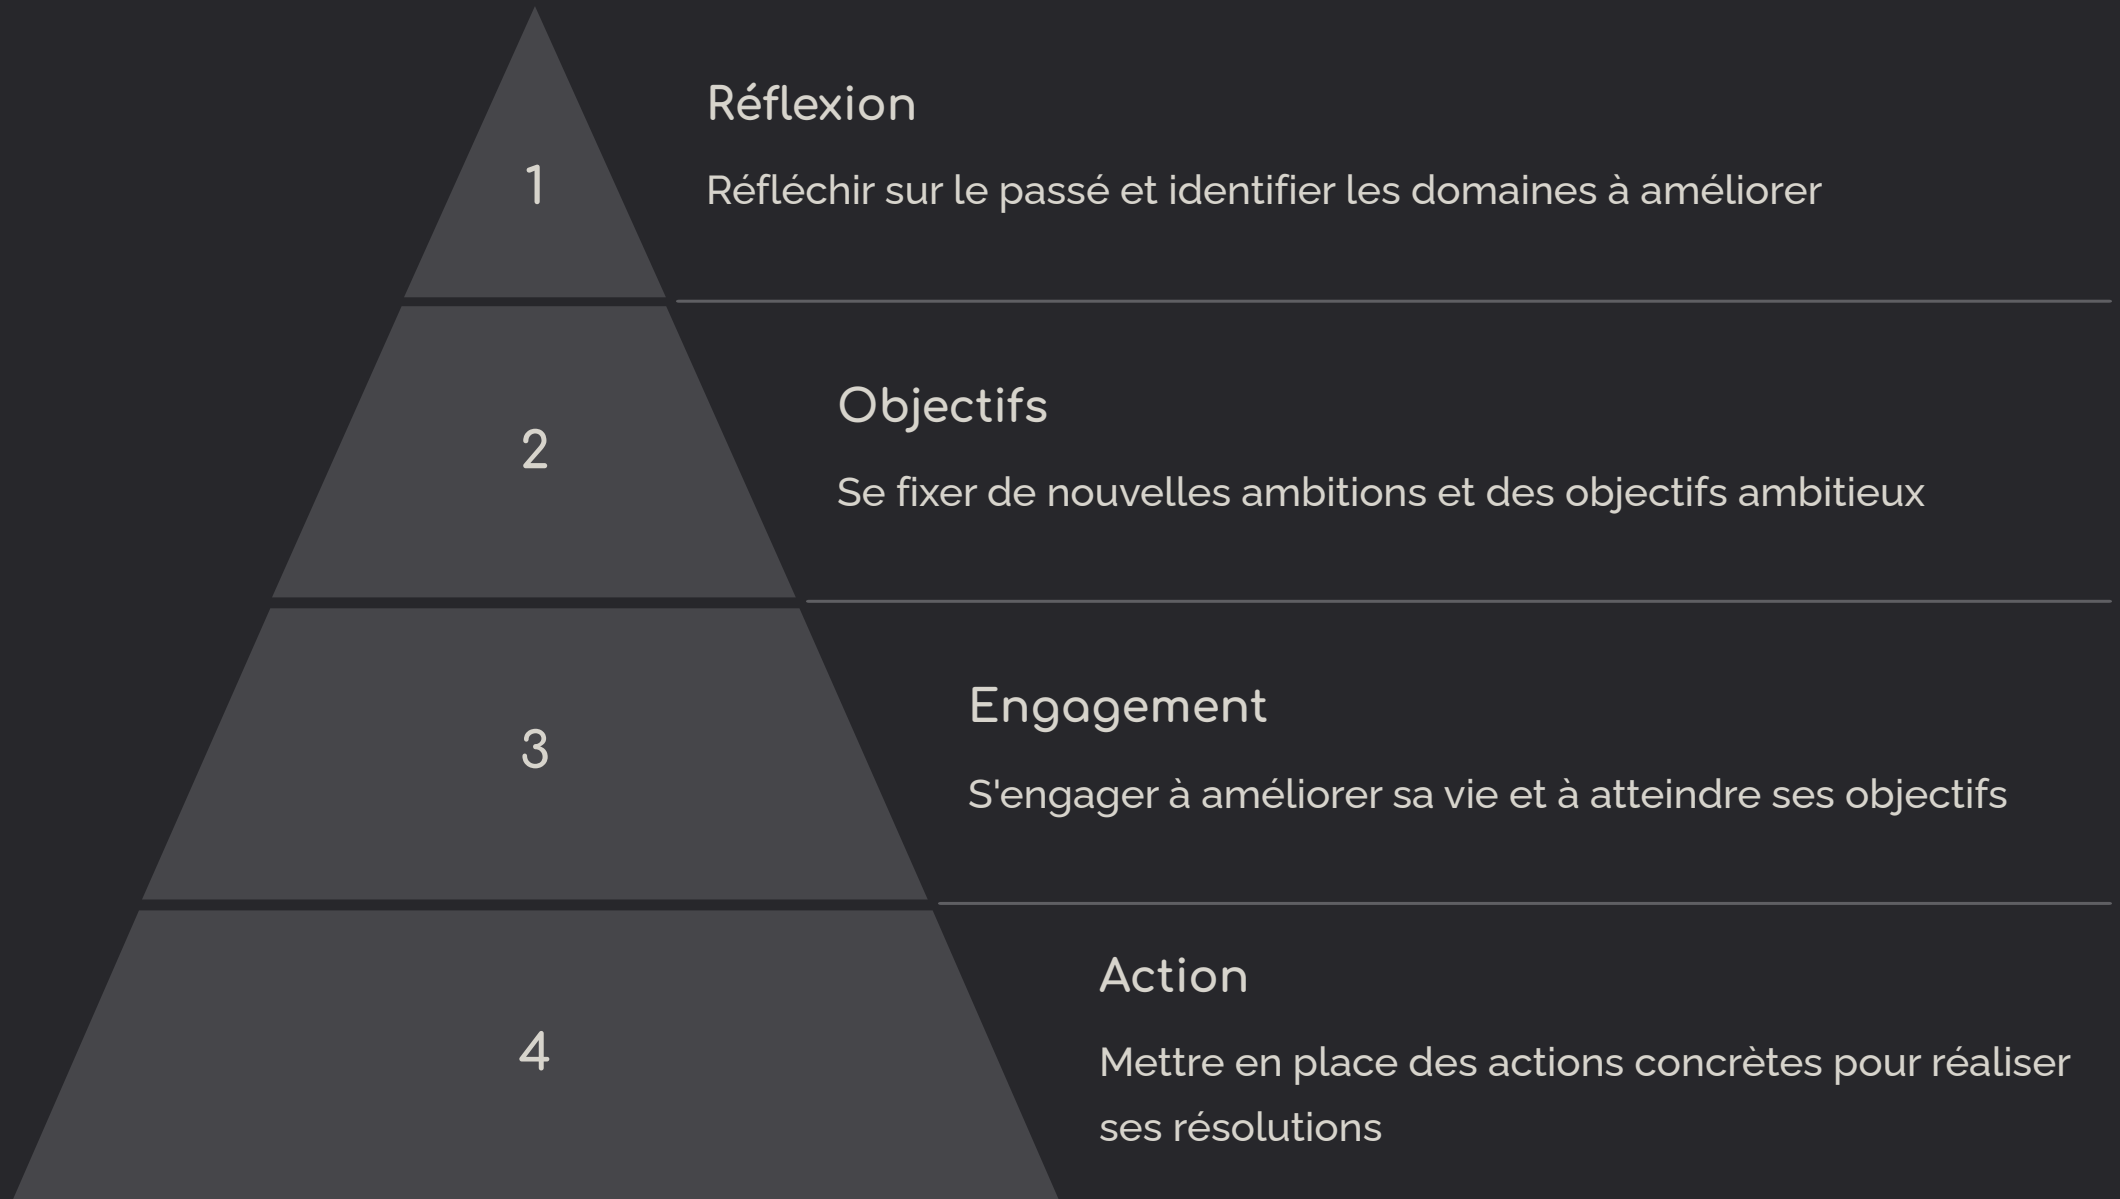 1
Réflexion
Réfléchir sur le passé et identifier les domaines à améliorer
2
Objectifs
Se fixer de nouvelles ambitions et des objectifs ambitieux
3
Engagement
S'engager à améliorer sa vie et à atteindre ses objectifs
4
Action
Mettre en place des actions concrètes pour réaliser
ses résolutions